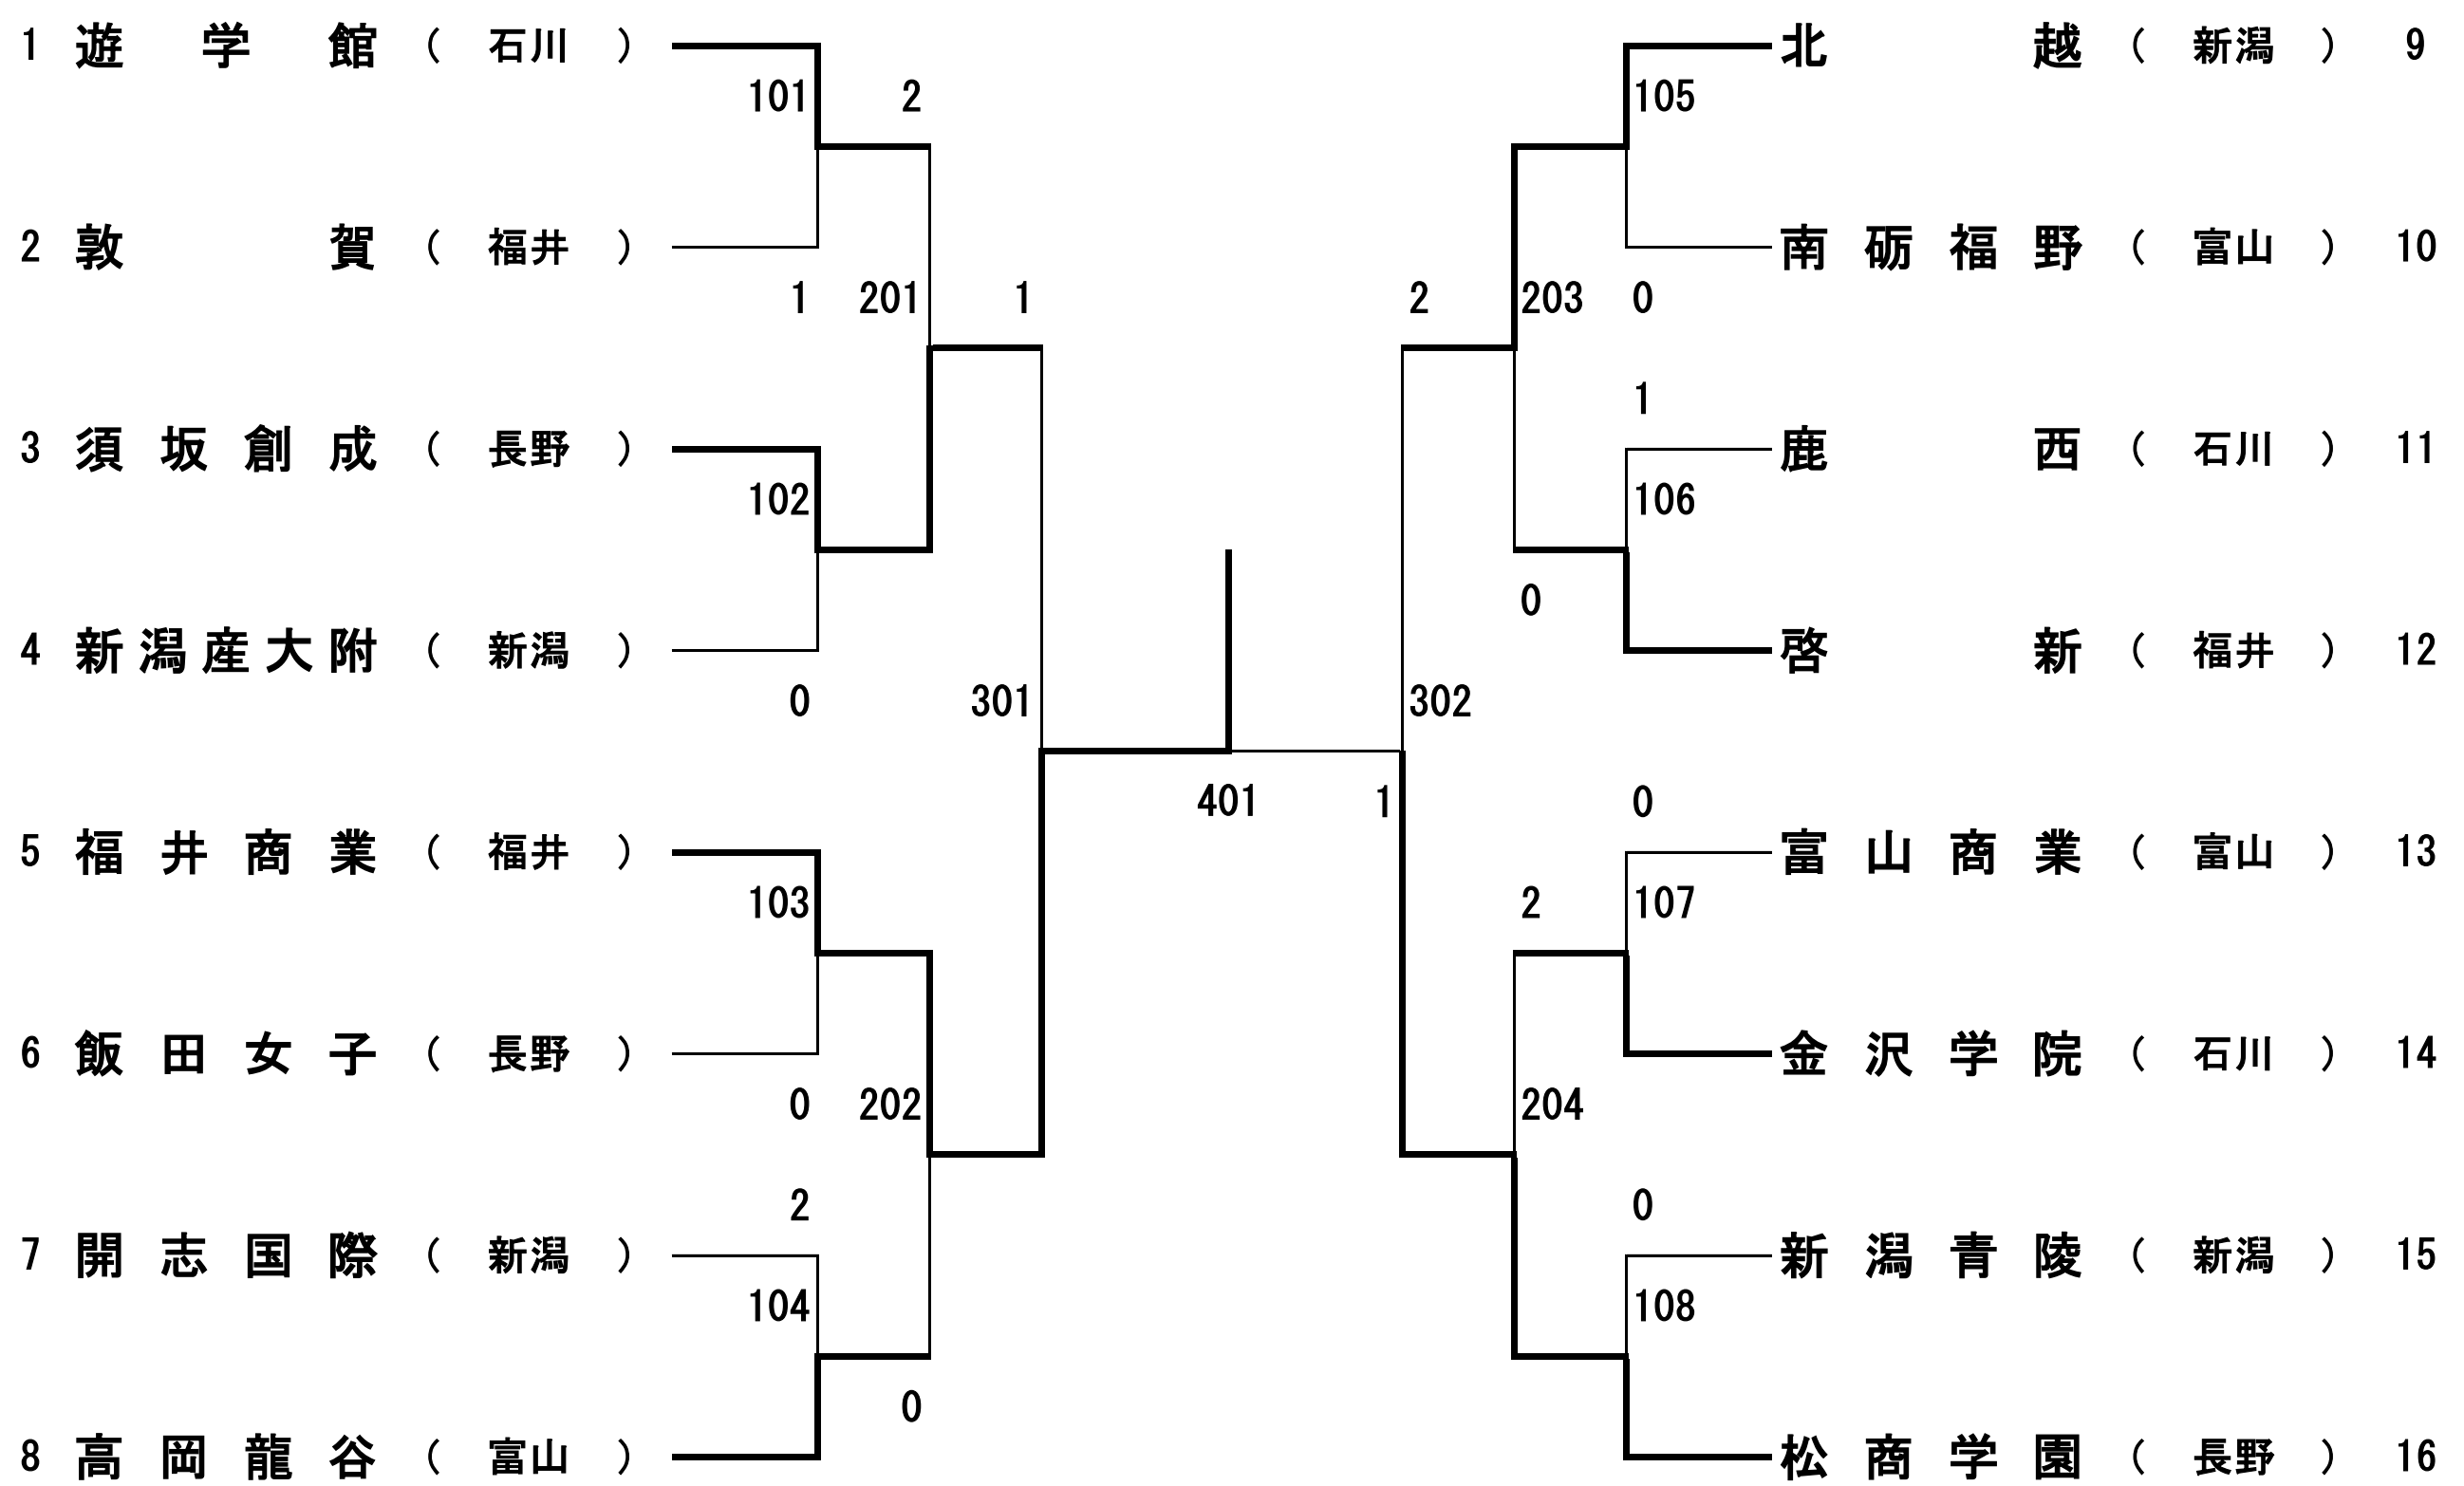 1 遊学館 ( 石川 ) 北越 ( 新潟 ) 9
101 2 105
2 敦賀 ( 福井 ) 南砺福野 ( 富山 ) 10
1 201 1 2 203 0
1
3 須坂創成 ( 長野 ) 鹿西 ( 石川 ) 11
102 106
0
4 新潟産大附 ( 新潟 ) 啓新 ( 福井 ) 12
0 301 302
401 1 0
5 福井商業 ( 福井 ) 富山商業 ( 富山 ) 13
103 2 107
6 飯田女子 ( 長野 ) 金沢学院 ( 石川 ) 14
0 202 204
2 0
7 開志国際 ( 新潟 ) 新潟青陵 ( 新潟 ) 15
104 108
0
8 高岡龍谷 ( 富山 ) 松商学園 ( 長野 ) 16